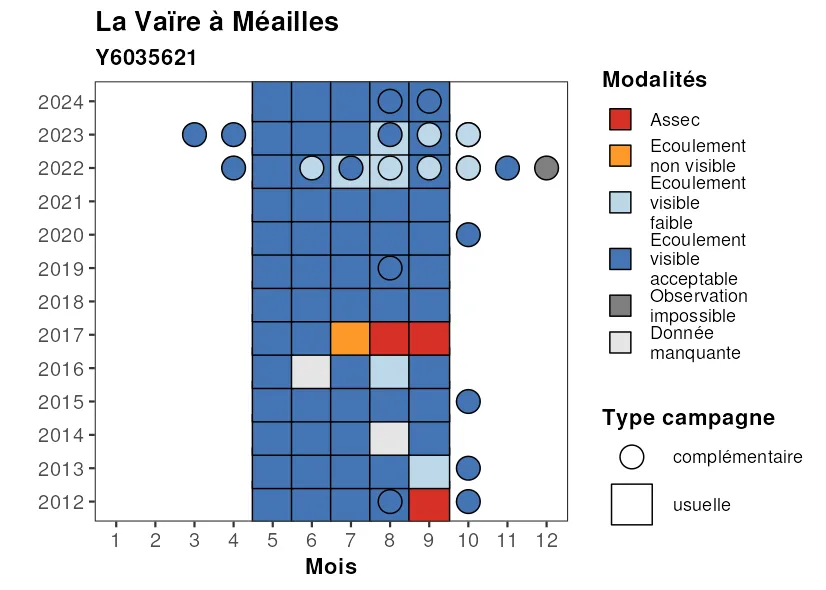 La Vaïre à Méailles
Y6035621
2024
2023
2022
2021
2020
2019
2018
2017
2016
2015
2014
2013
2012
1 2 3 4 5 6 7 8 9 10 11 12
Mois
Modalités
Assec
Ecoulement
non visible
Ecoulement
visible
faible
Ecoulement
visible
acceptable
Observation
impossible
Donnée
manquante
Type campagne
complémentaire
usuelle